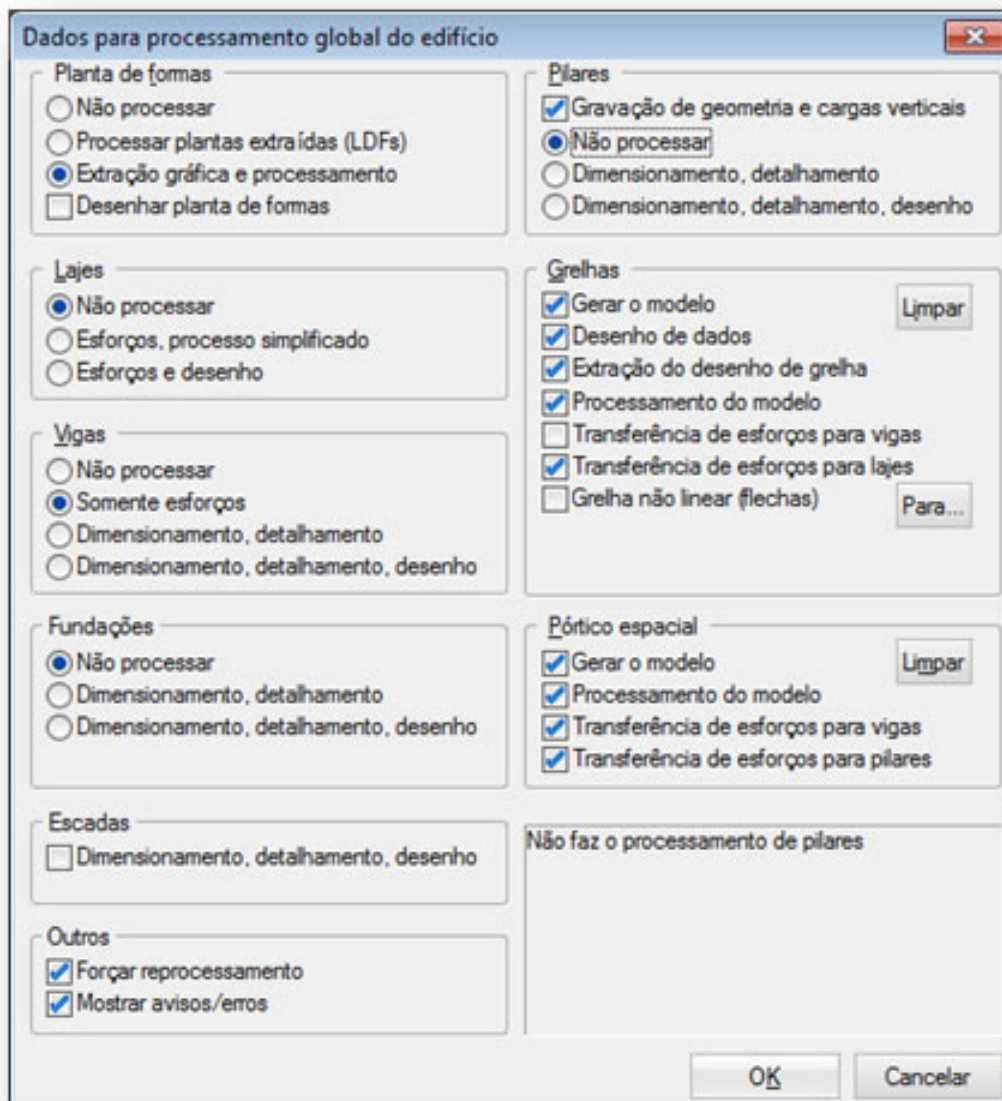 Dados para processamento global do edifício
Planta de formas
Não processar
Processar plantas extraídas (LDFs)
Extração gráfica e processamento
Desenhar planta de formas
Lajes
Não processar
Esforços, processo simplificado
Esforços e desenho
Vigas
Não processar
Somente esforços
Dimensionamento, detalhamento
Dimensionamento, detalhamento, desenho
Fundações
Não processar
Dimensionamento, detalhamento
Dimensionamento, detalhamento, desenho
Escadas
Dimensionamento, detalhamento, desenho
Outros
Forçar reprocessamento
Mostrar avisos/erros
Pilares
Gravação de geometria e cargas verticais
Não processar
Dimensionamento, detalhamento
Dimensionamento, detalhamento, desenho
Grelhas
Gerar o modelo
Limpar
Desenho de dados
Extração do desenho de grelha
Processamento do modelo
Transferência de esforços para vigas
Transferência de esforços para lajes
Grelha não linear (flechas)
Para...
Pórtico espacial
Gerar o modelo
Limpar
Processamento do modelo
Transferência de esforços para vigas
Transferência de esforços para pilares
Não faz o processamento de pilares
OK
Cancelar